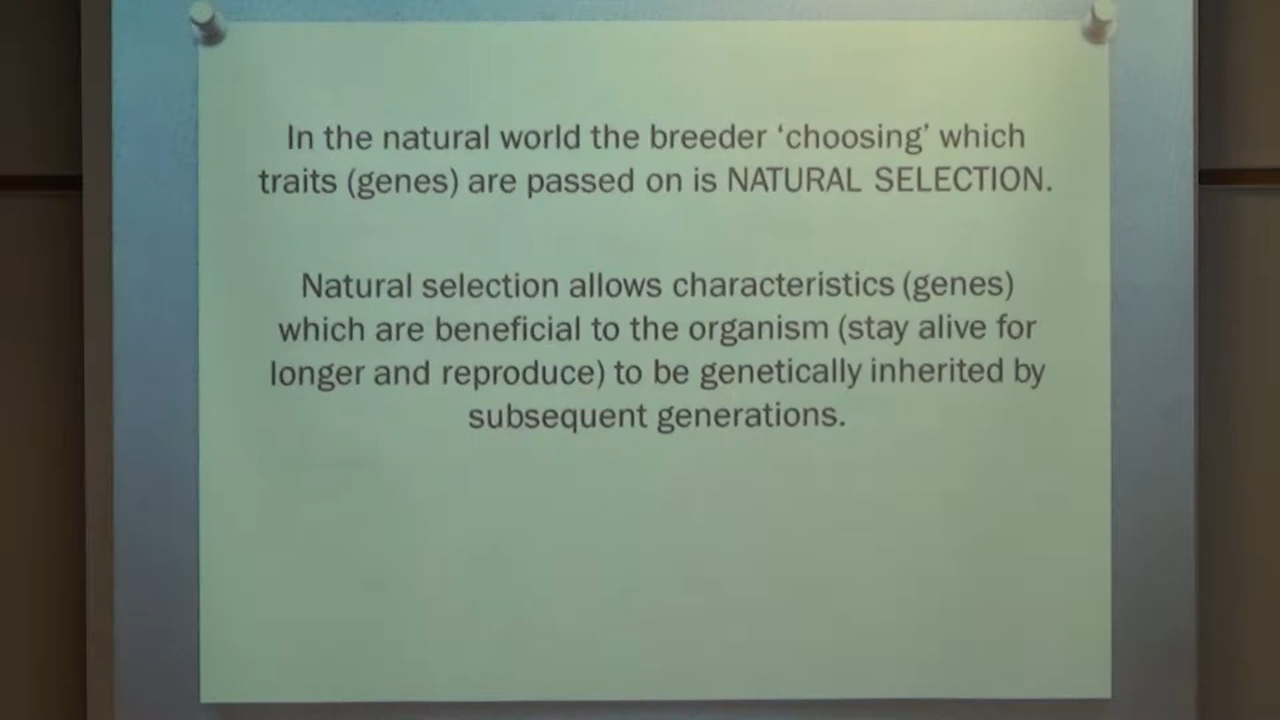 In the natural world the breeder ‘choosing’ which
traits (genes) are passed on is NATURAL SELECTION.
Natural selection allows characteristics (genes)
which are beneficial to the organism (stay alive for
longer and reproduce) to be genetically inherited by
subsequent generations.